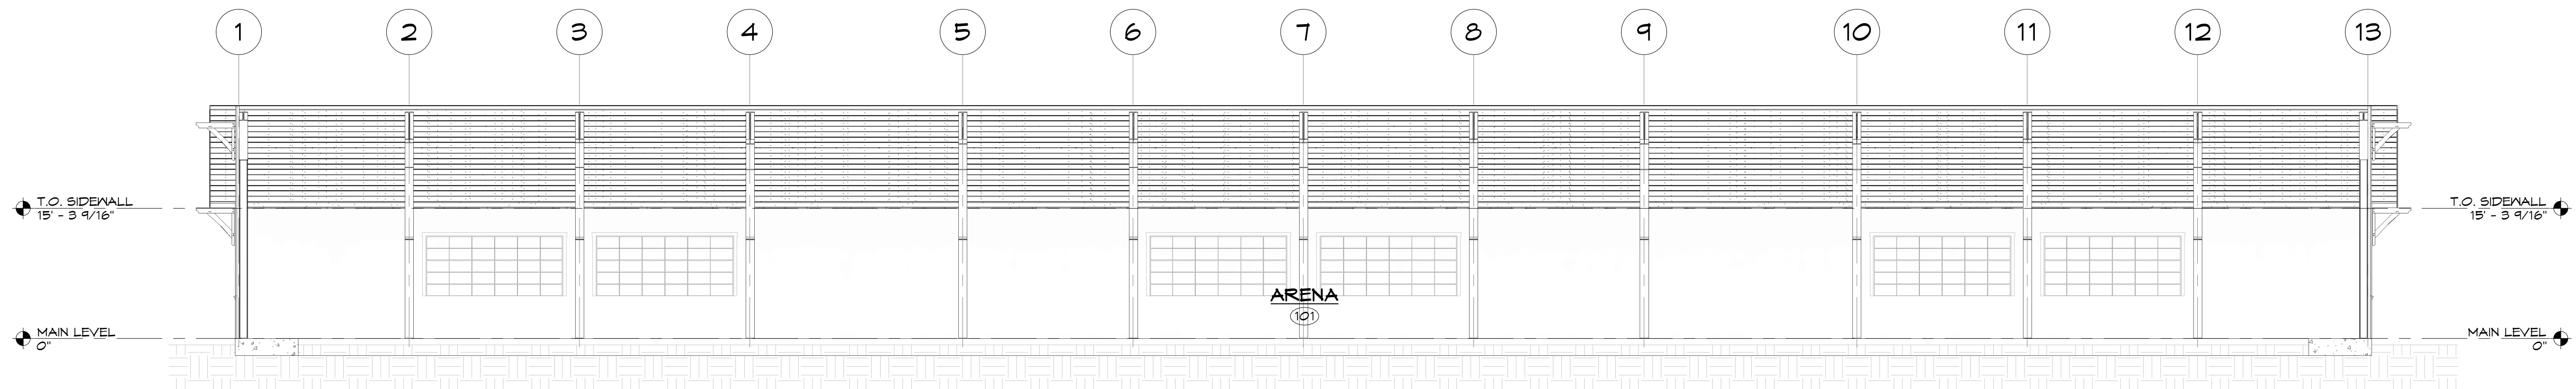 1 2 3 4 5 6 7 8 9 10 11 12 13
T.O. SIDEWALL
15' - 3 9/16"
T.O. SIDEWALL
15' - 3 9/16"
ARENA
101
MAIN LEVEL
0"
MAIN LEVEL
0"